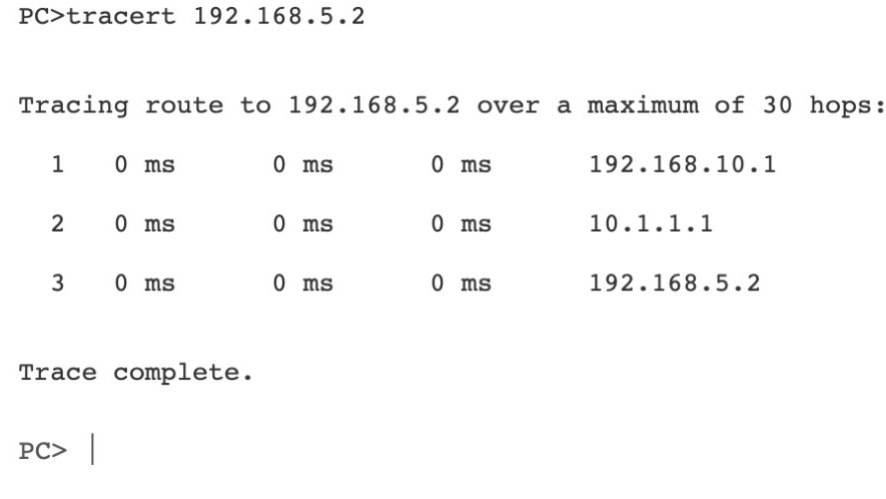 PC>tracert 192.168.5.2
Tracing route to 192.168.5.2 over a maximum of 30 hops:
1 0 ms 0 ms 0 ms 192.168.10.1
2 0 ms 0 ms 0 ms 10.1.1.1
3 0 ms 0 ms 0 ms 192.168.5.2
Trace complete.
PC>